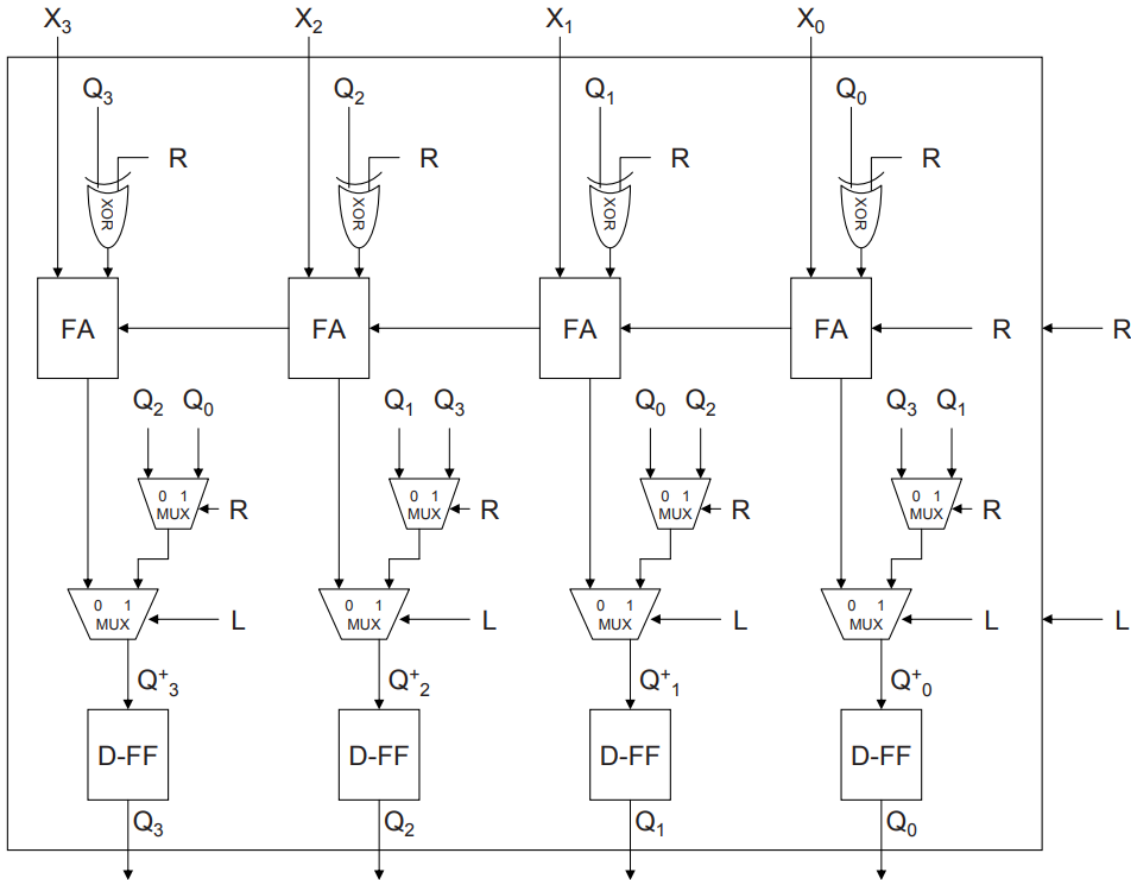 X₃ X₂ X₁ X₀
Q₃ Q₂ Q₁ Q₀
R R R R
XOR XOR XOR XOR
FA FA FA FA R R
Q₂ Q₀ Q₁ Q₃ Q₀ Q₂ Q₃ Q₁
0 1 0 1 0 1 0 1
MUX R MUX R MUX R MUX R
0 1 0 1 0 1 0 1
MUX L MUX L MUX L MUX L L
Q⁺₃ Q⁺₂ Q⁺₁ Q⁺₀
D-FF D-FF D-FF D-FF
Q₃ Q₂ Q₁ Q₀